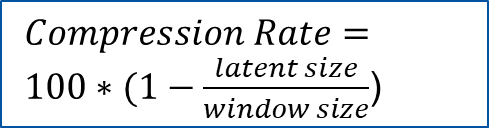 Compression Rate =
100 * (1 − latent size / window size)